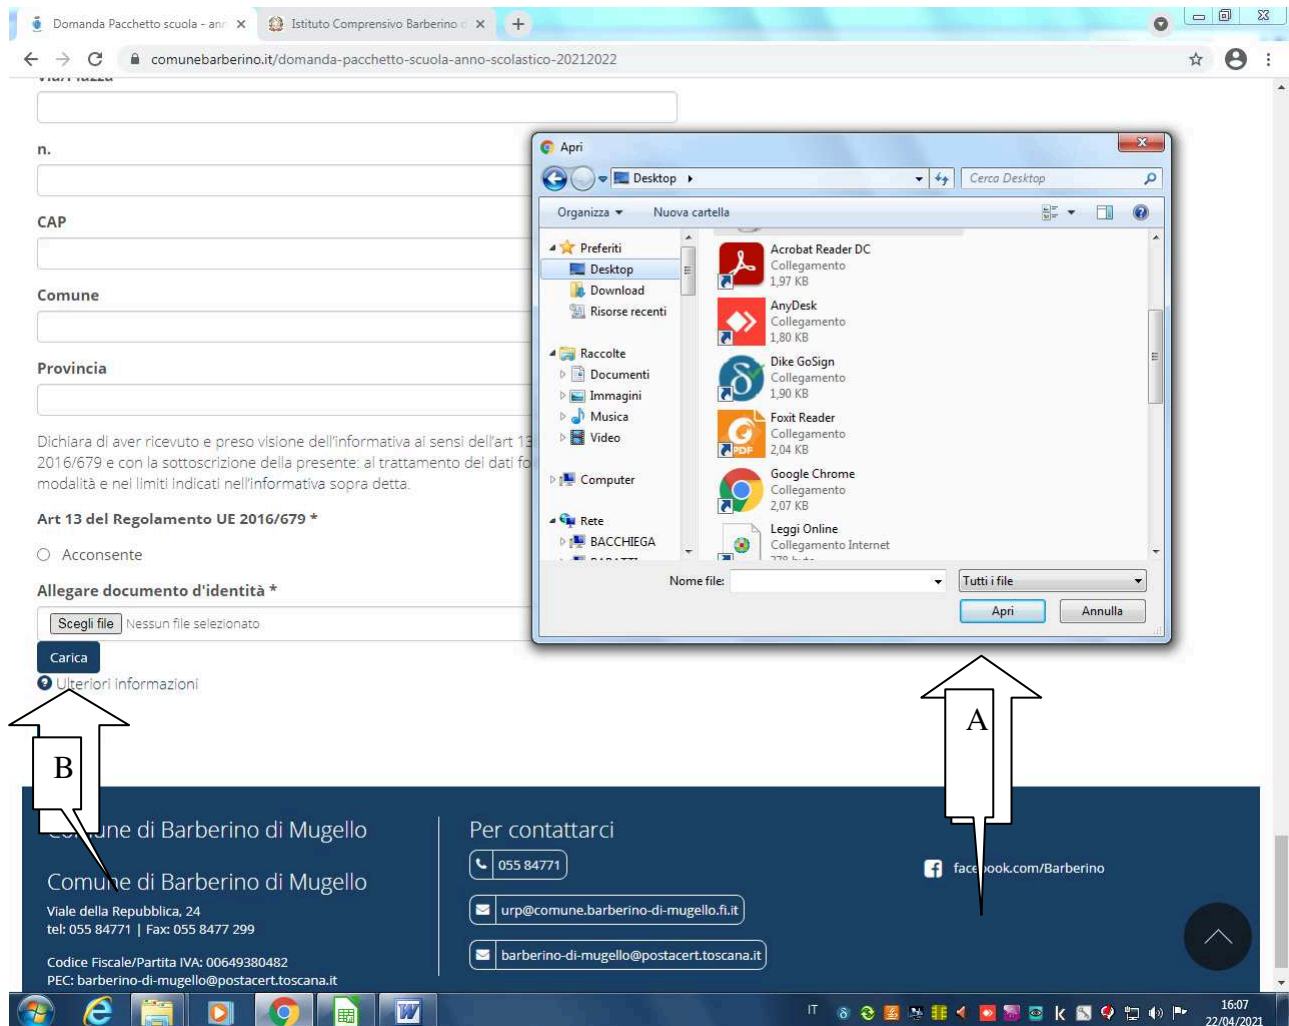 Domanda Pacchetto scuola - ann
Istituto Comprensivo Barberino d
comunebarberino.it/domanda-pacchetto-scuola-anno-scolastico-20212022
Via/Piazza
n.
CAP
Comune
Provincia
Dichiara di aver ricevuto e preso visione dell'informativa ai sensi dell'art 13
2016/679 e con la sottoscrizione della presente: al trattamento dei dati fo
modalità e nei limiti indicati nell'informativa sopra detta.
Art 13 del Regolamento UE 2016/679 *
Acconsente
Allegare documento d'identità *
Scegli file Nessun file selezionato
Carica
Ulteriori informazioni
Apri
Desktop
Cerca Desktop
Organizza
Nuova cartella
Preferiti
Desktop
Download
Risorse recenti
Raccolte
Documenti
Immagini
Musica
Video
Computer
Rete
BACCHIEGA
Acrobat Reader DC
Collegamento
1,97 KB
AnyDesk
Collegamento
1,80 KB
Dike GoSign
Collegamento
1,90 KB
Foxit Reader
Collegamento
2,04 KB
Google Chrome
Collegamento
2,07 KB
Leggi Online
Collegamento Internet
Nome file:
Tutti i file
Apri
Annulla
A
B
Comune di Barberino di Mugello
Comune di Barberino di Mugello
Viale della Repubblica, 24
tel: 055 84771 | Fax: 055 8477 299
Codice Fiscale/Partita IVA: 00649380482
PEC: barberino-di-mugello@postacert.toscana.it
Per contattarci
055 84771
urp@comune.barberino-di-mugello.fi.it
barberino-di-mugello@postacert.toscana.it
facebook.com/Barberino
IT
16:07
22/04/2021